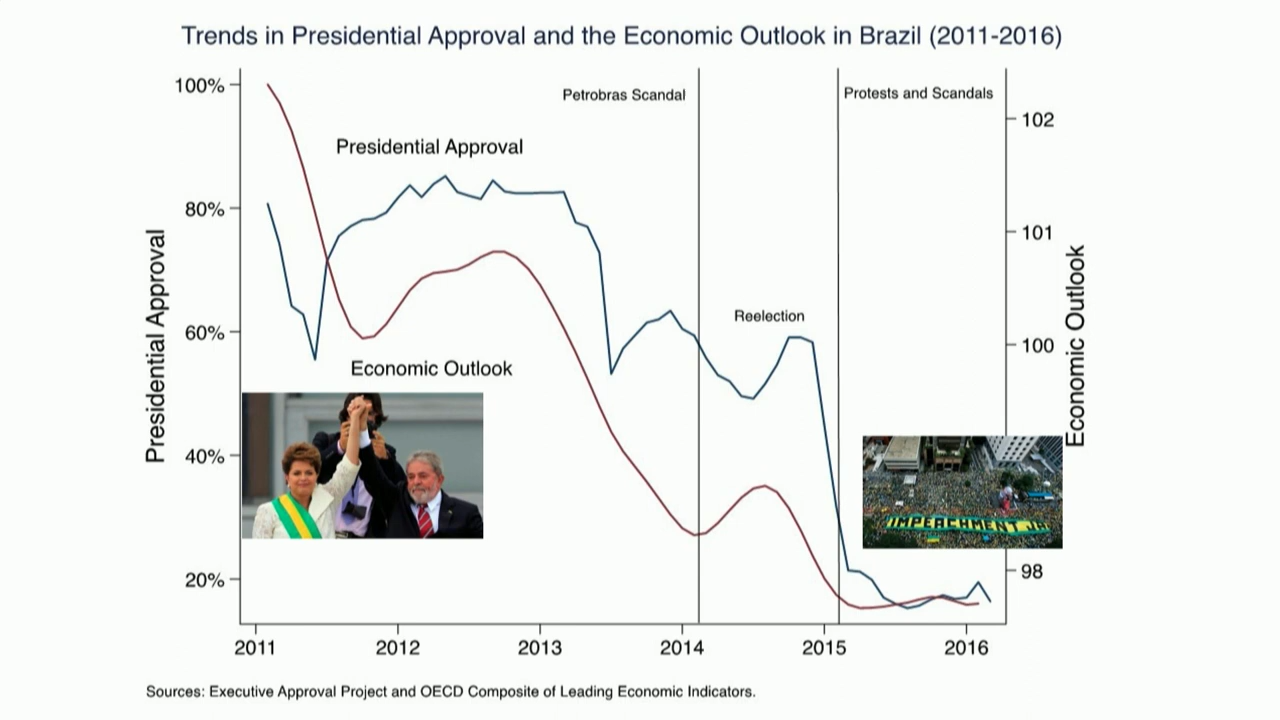 Trends in Presidential Approval and the Economic Outlook in Brazil (2011-2016)
100%
80%
60%
40%
20%
Presidential Approval
Petrobras Scandal
Protests and Scandals
Presidential Approval
Reelection
Economic Outlook
IMPEACHMENT JÁ
102
101
100
98
Economic Outlook
2011
2012
2013
2014
2015
2016
Sources: Executive Approval Project and OECD Composite of Leading Economic Indicators.